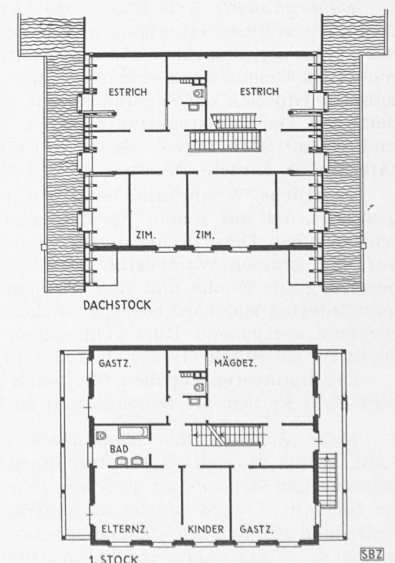 ESTRICH ESTRICH
ZIM. ZIM.
DACHSTOCK
GASTZ. MÄGDEZ.
BAD
ELTERNZ. KINDER GASTZ.
1. STOCK
SBZ